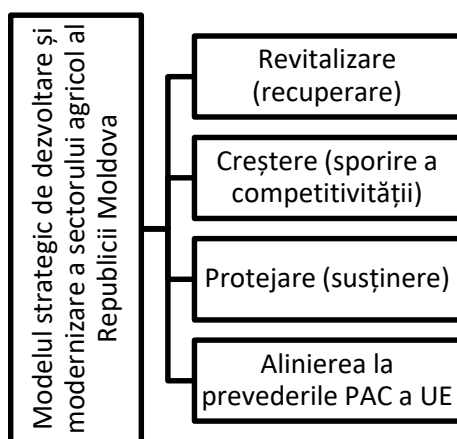 Modelul strategic de dezvoltare și
modernizare a sectorului agricol al
Republicii Moldova
Revitalizare
(recuperare)
Creștere (sporire a
competitivității)
Protejare (susținere)
Alinierea la
prevederile PAC a UE